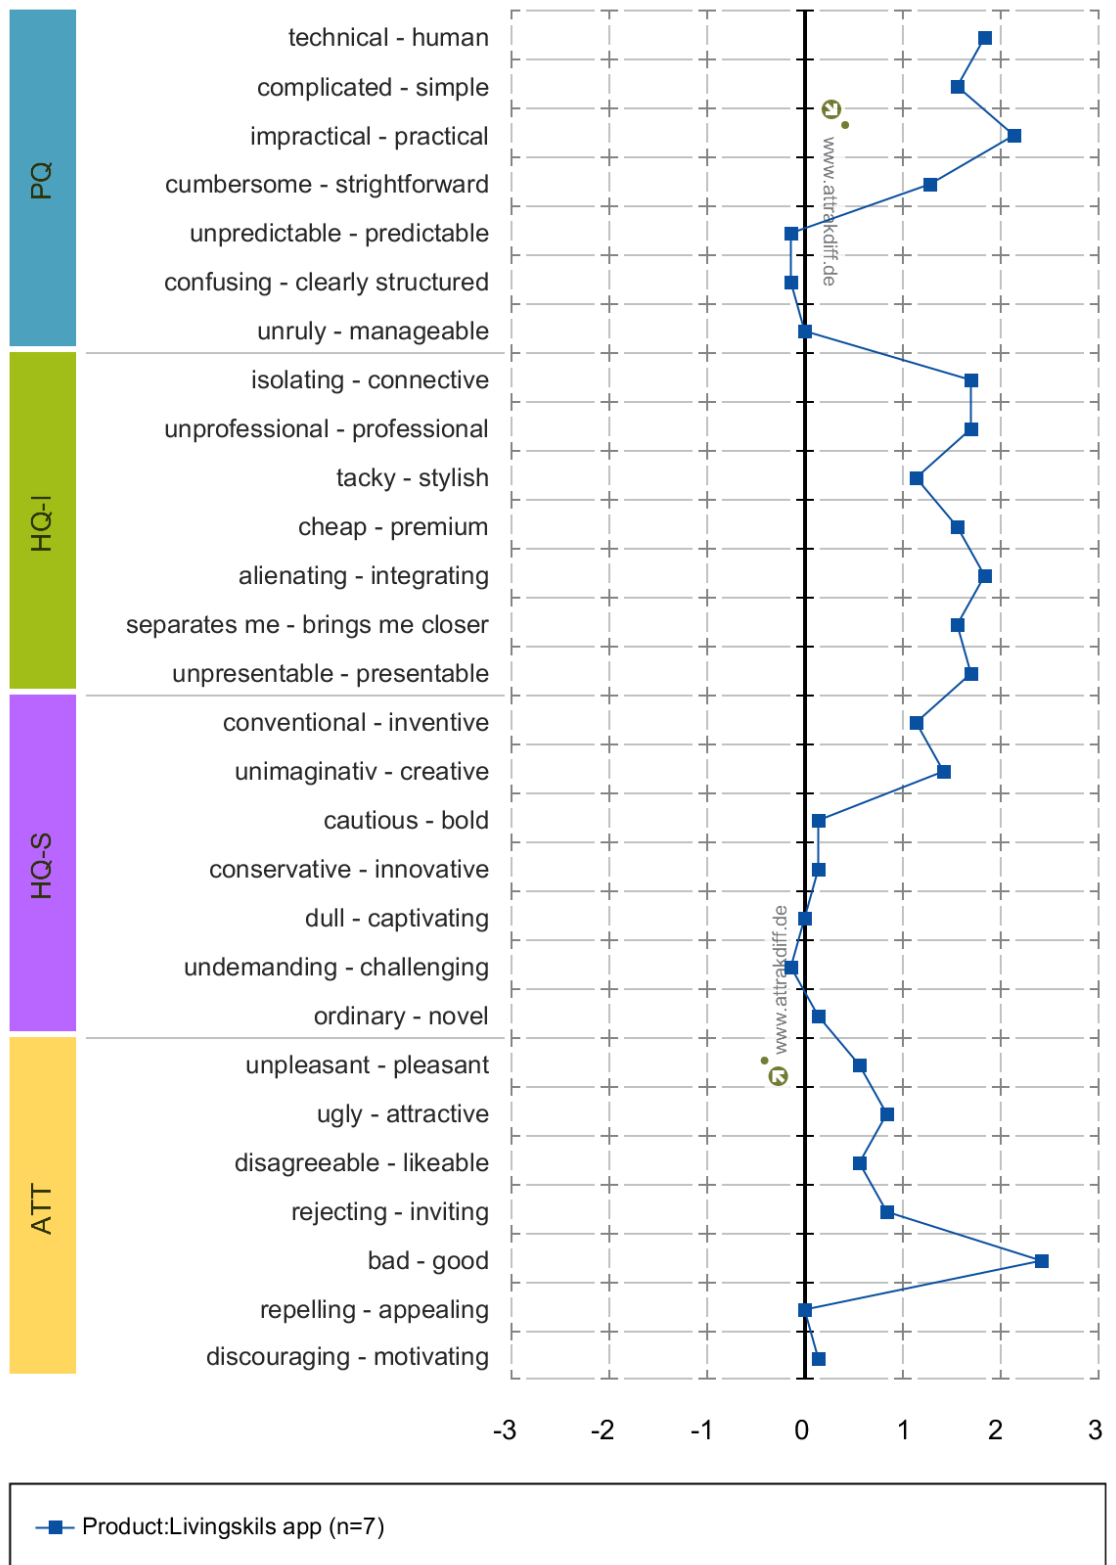 PQ
technical - human
complicated - simple
impractical - practical
cumbersome - strightforward
unpredictable - predictable
confusing - clearly structured
unruly - manageable
www.attrakdiff.de
HQ-I
isolating - connective
unprofessional - professional
tacky - stylish
cheap - premium
alienating - integrating
separates me - brings me closer
unpresentable - presentable
HQ-S
conventional - inventive
unimaginativ - creative
cautious - bold
conservative - innovative
dull - captivating
undemanding - challenging
ordinary - novel
www.attrakdiff.de
ATT
unpleasant - pleasant
ugly - attractive
disagreeable - likeable
rejecting - inviting
bad - good
repelling - appealing
discouraging - motivating
-3 -2 -1 0 1 2 3
Product:Livingskils app (n=7)